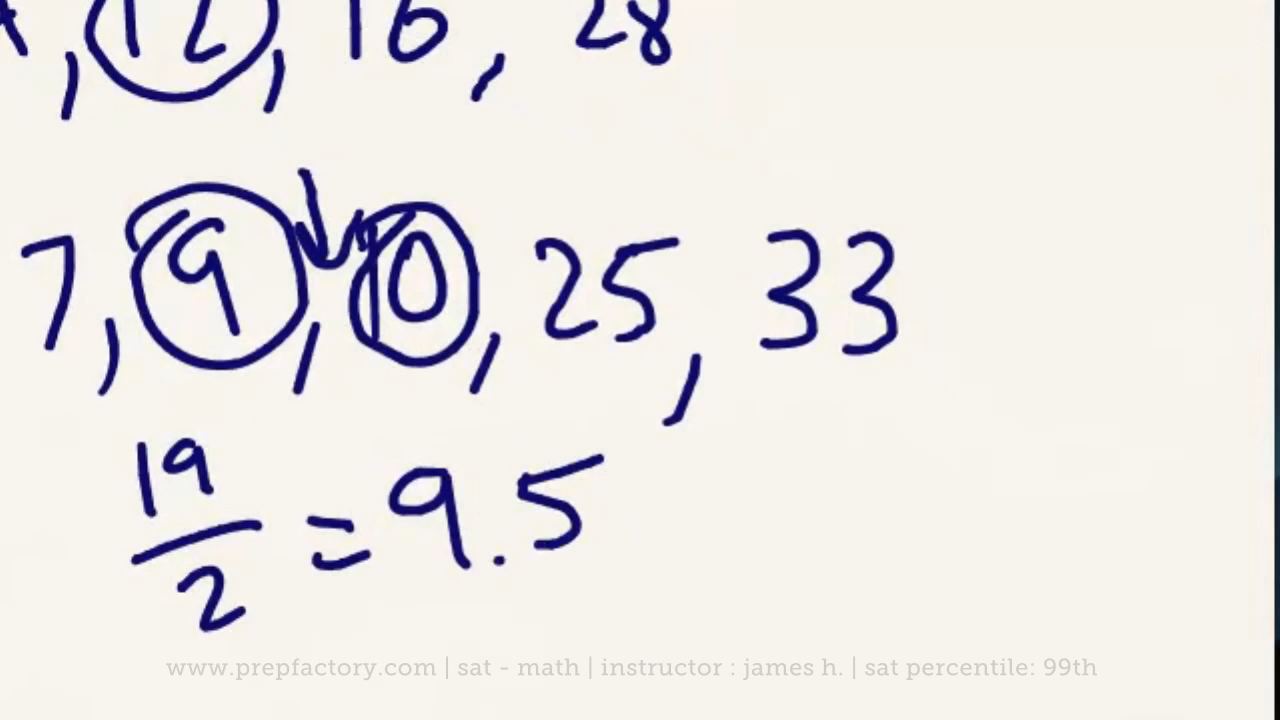 , 12, 16, 28
7, 9, 10, 25, 33
19/2 = 9.5
www.prepfactory.com | sat - math | instructor : james h. | sat percentile: 99th